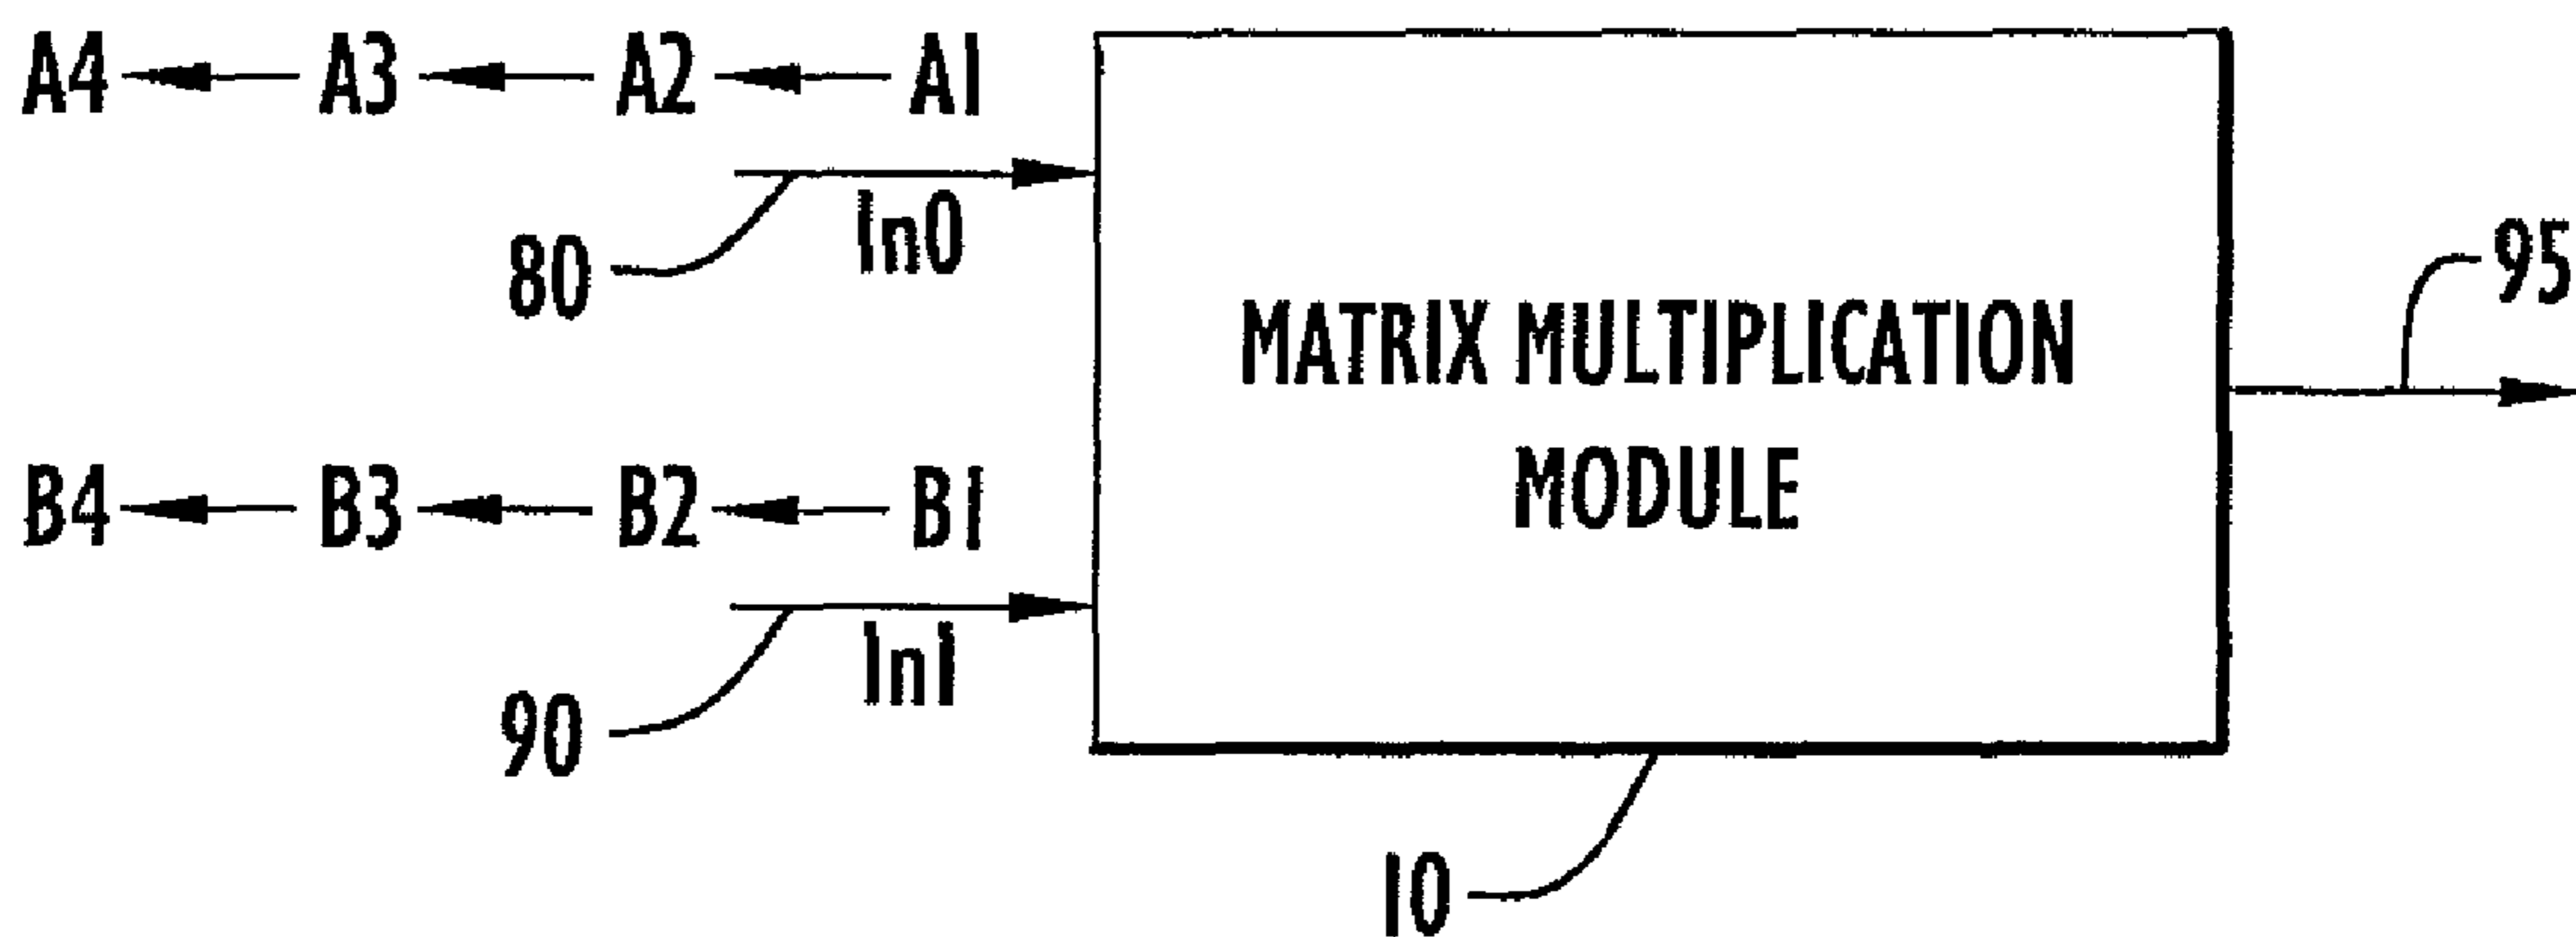 A4 A3 A2 A1
In0
80
95
MATRIX MULTIPLICATION
MODULE
B4 B3 B2 B1
In1
90
10